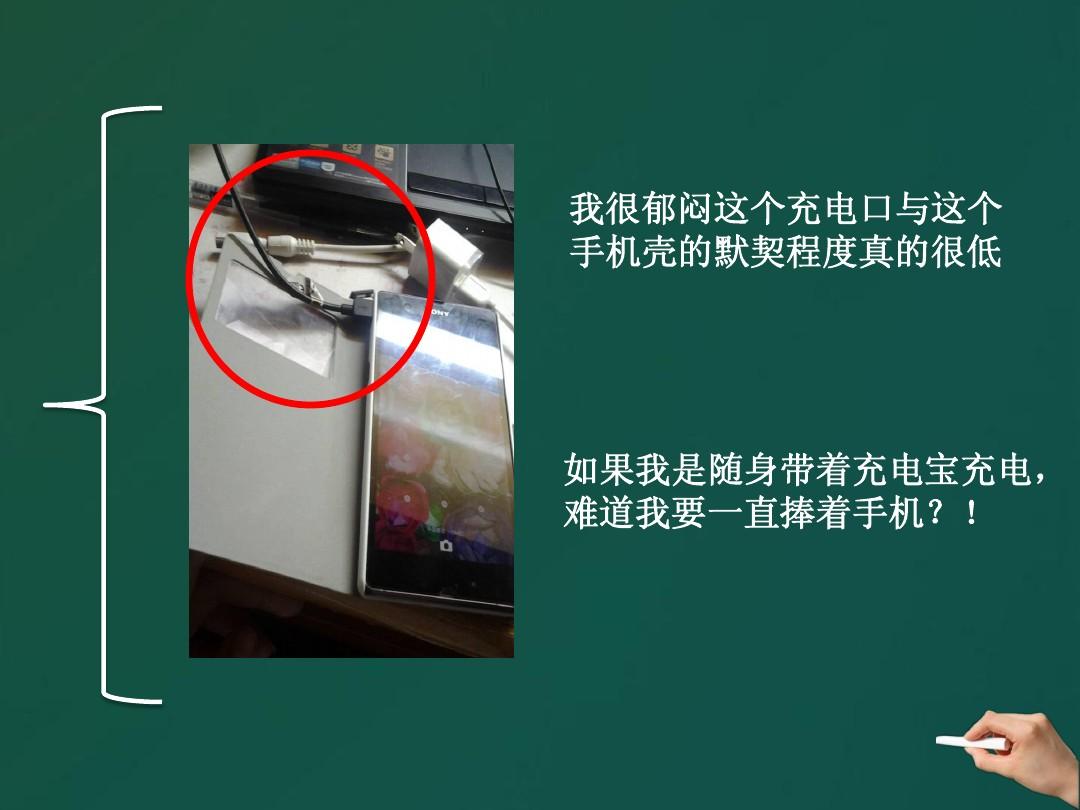 我很郁闷这个充电口与这个
手机壳的默契程度真的很低
SONY
如果我是随身带着充电宝充电，
难道我要一直捧着手机？！